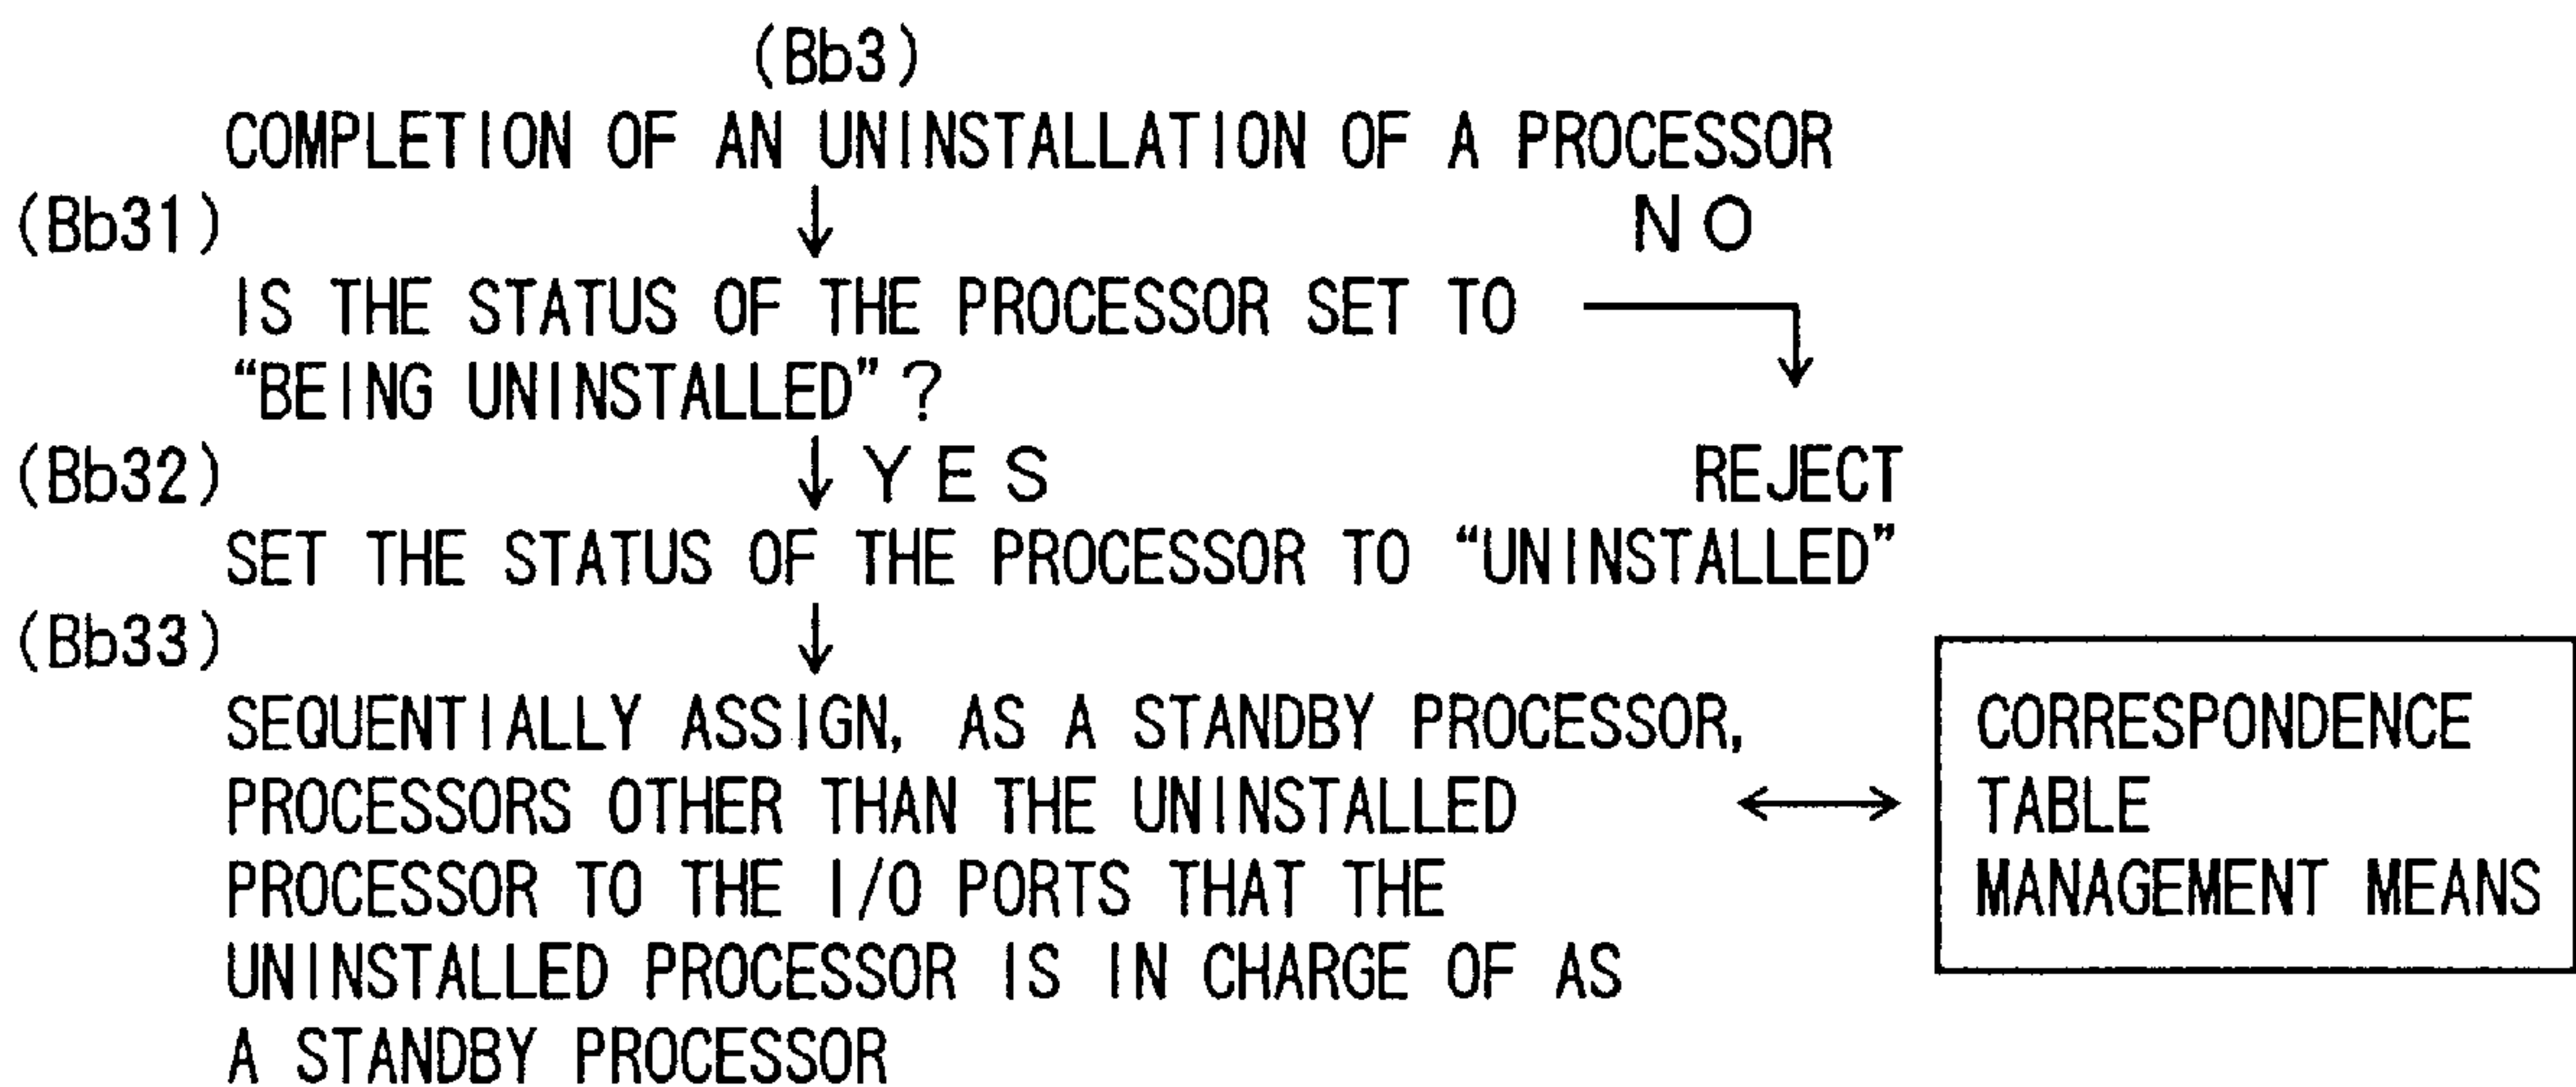 (Bb3)
COMPLETION OF AN UNINSTALLATION OF A PROCESSOR
(Bb31)
NO
IS THE STATUS OF THE PROCESSOR SET TO
“BEING UNINSTALLED”?
(Bb32)
YES
REJECT
SET THE STATUS OF THE PROCESSOR TO “UNINSTALLED”
(Bb33)
SEQUENTIALLY ASSIGN, AS A STANDBY PROCESSOR,
PROCESSORS OTHER THAN THE UNINSTALLED
PROCESSOR TO THE I/O PORTS THAT THE
UNINSTALLED PROCESSOR IS IN CHARGE OF AS
A STANDBY PROCESSOR
CORRESPONDENCE
TABLE
MANAGEMENT MEANS